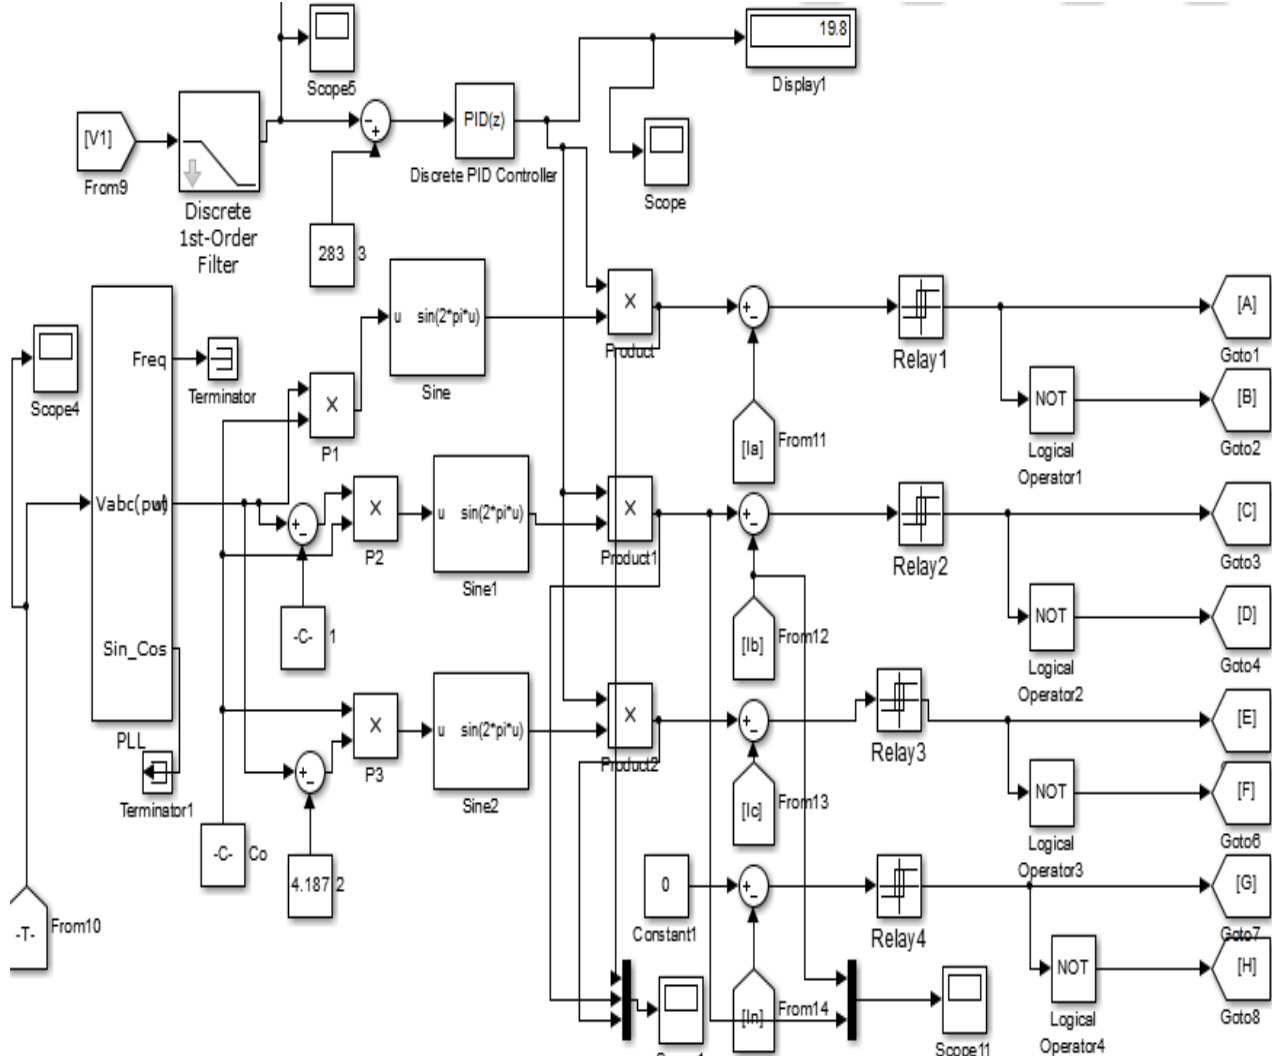 19.8
Display1
Scope5
[V1]
From9
PID(z)
Discrete PID Controller
Scope
Discrete
1st-Order
Filter
283
3
Scope4
Freq
Terminator
Vabc(pu)
wt
Sin_Cos
PLL
Terminator1
u sin(2*pi*u)
Sine
X
P1
X
Product
Relay1
[A]
Goto1
[Ia]
From11
NOT
Logical
Operator1
[B]
Goto2
X
P2
u sin(2*pi*u)
Sine1
X
Product1
Relay2
[C]
Goto3
-C-
1
[Ib]
From12
NOT
Logical
Operator2
[D]
Goto4
X
P3
u sin(2*pi*u)
Sine2
X
Product2
Relay3
[E]
[Ic]
From13
NOT
Logical
Operator3
[F]
Goto6
-C-
Co
4.187
2
0
Constant1
Relay4
[G]
Goto7
-T-
From10
[In]
From14
NOT
Logical
Operator4
[H]
Goto8
Scope11